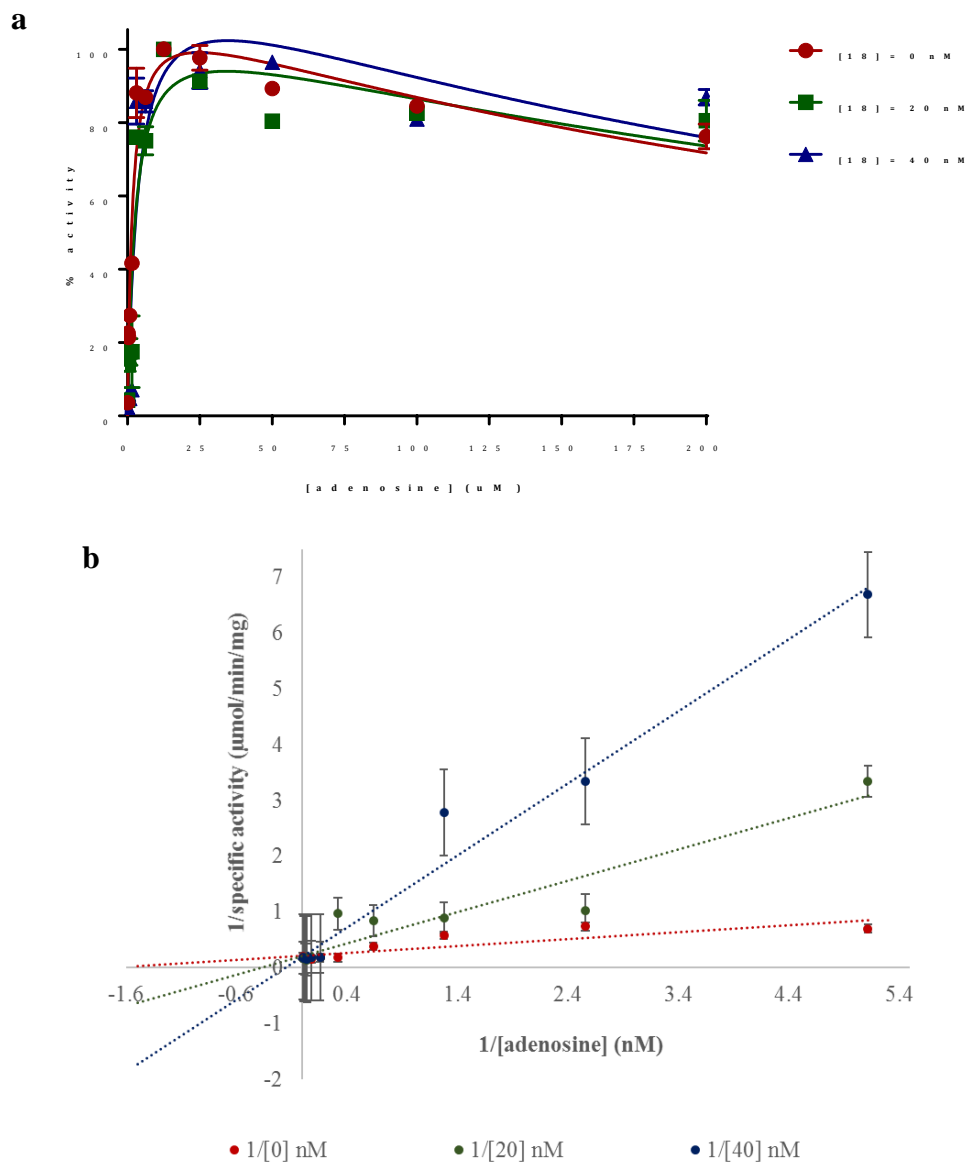 a
100
80
60
40
20
0
% activity
0 25 50 75 100 125 150 175 200
[adenosine] (uM)
[18] = 0 nM
[18] = 20 nM
[18] = 40 nM
b
7
6
5
4
3
2
1
0
-1
-2
1/specific activity (µmol/min/mg)
-1.6 -0.6 0.4 1.4 2.4 3.4 4.4 5.4
1/[adenosine] (nM)
1/[0] nM 1/[20] nM 1/[40] nM